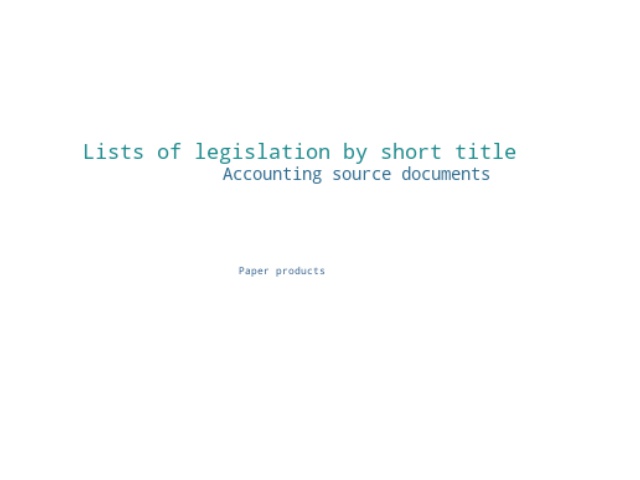 Lists of legislation by short title
Accounting source documents
Paper products